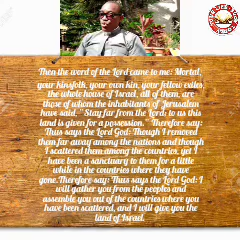 Then the word of the Lord came to me: Mortal,
your kinsfolk, your own kin, your fellow exiles
the whole house of Israel, all of them, are
those of whom the inhabitants of Jerusalem
have said, "Stay far from the Lord; to us this
land is given for a possession." Therefore say:
Thus says the Lord God: Though I removed
them far away among the nations and though
I scattered them among the countries, yet I
have been a sanctuary to them for a little
while in the countries where they have
gone. Therefore say: Thus says the Lord God: I
will gather you from the peoples and
assemble you out of the countries where you
have been scattered, and I will give you the
land of Israel.